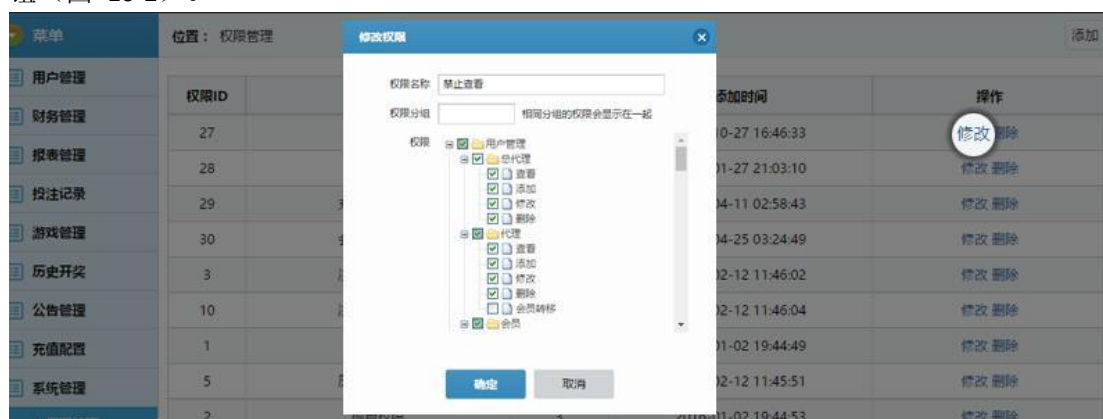 菜单
位置： 权限管理
修改权限
添加
用户管理
财务管理
报表管理
投注记录
游戏管理
历史开奖
公告管理
充值配置
系统管理
权限ID
添加时间
操作
27
10-27 16:46:33
修改 删除
28
01-27 21:03:10
修改 删除
29
04-11 02:58:43
修改 删除
30
04-25 03:24:49
修改 删除
3
02-12 11:46:02
修改 删除
10
02-12 11:46:04
修改 删除
1
01-02 19:44:49
修改 删除
5
02-12 11:45:51
修改 删除
2
01-02 19:44:53
修改 删除
权限名称 禁止查看
权限分组 相同分组的权限会显示在一起
权限
用户管理
总代理
查看
添加
修改
删除
代理
查看
添加
修改
删除
会员转移
会员
确定
取消